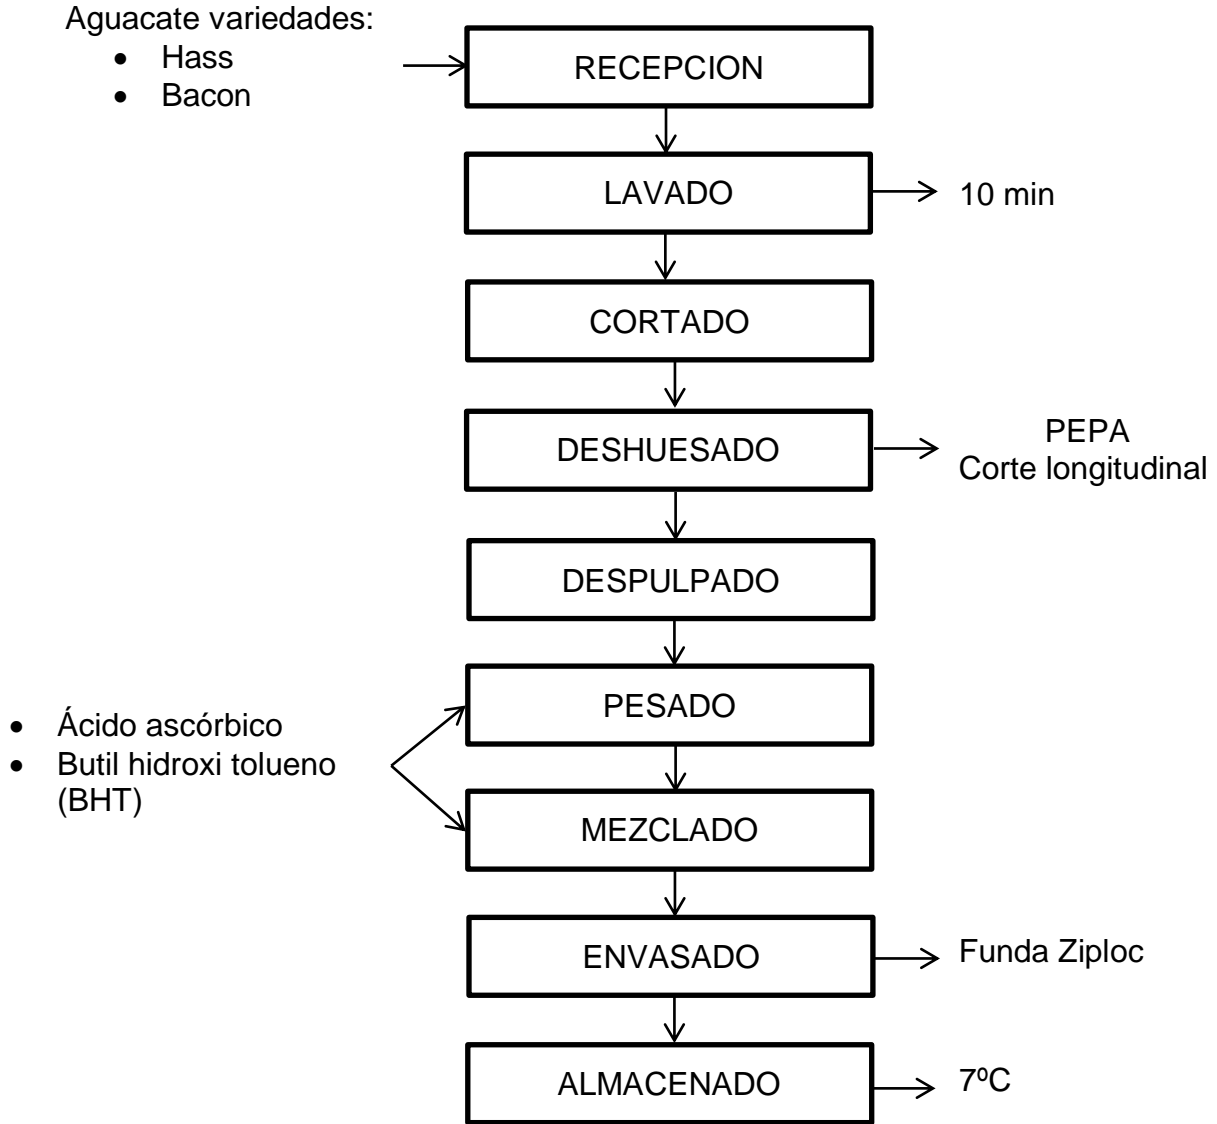 Aguacate variedades:
• Hass
• Bacon
RECEPCION
LAVADO
10 min
CORTADO
DESHUESADO
PEPA
Corte longitudinal
DESPULPADO
PESADO
• Ácido ascórbico
• Butil hidroxi tolueno
(BHT)
MEZCLADO
ENVASADO
Funda Ziploc
ALMACENADO
7ºC